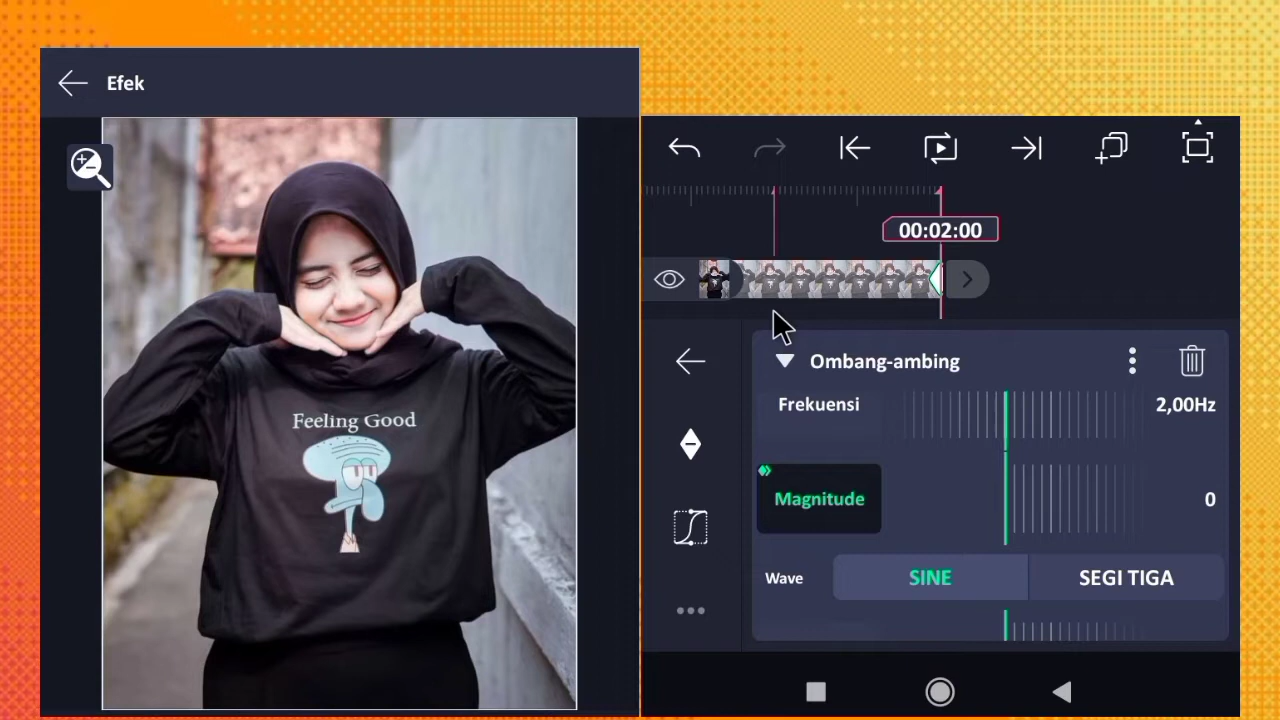 Efek
Feeling Good
00:02:00
Ombang-ambing
Frekuensi
2,00Hz
Magnitude
0
Wave
SINE
SEGI TIGA